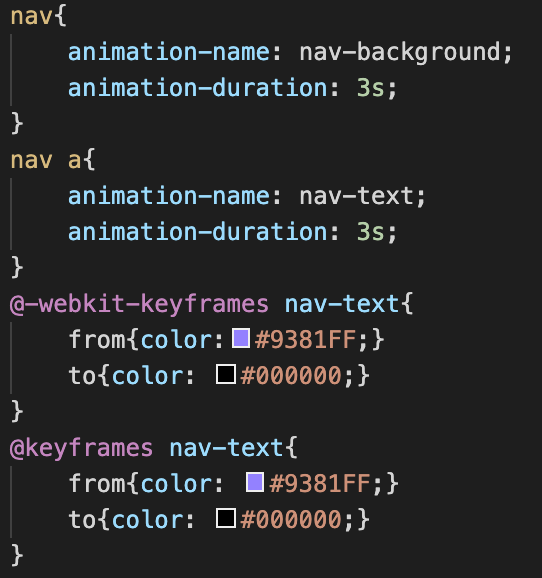 nav{
    animation-name: nav-background;
    animation-duration: 3s;
}
nav a{
    animation-name: nav-text;
    animation-duration: 3s;
}
@-webkit-keyframes nav-text{
    from{color:#9381FF;}
    to{color: #000000;}
}
@keyframes nav-text{
    from{color: #9381FF;}
    to{color: #000000;}
}